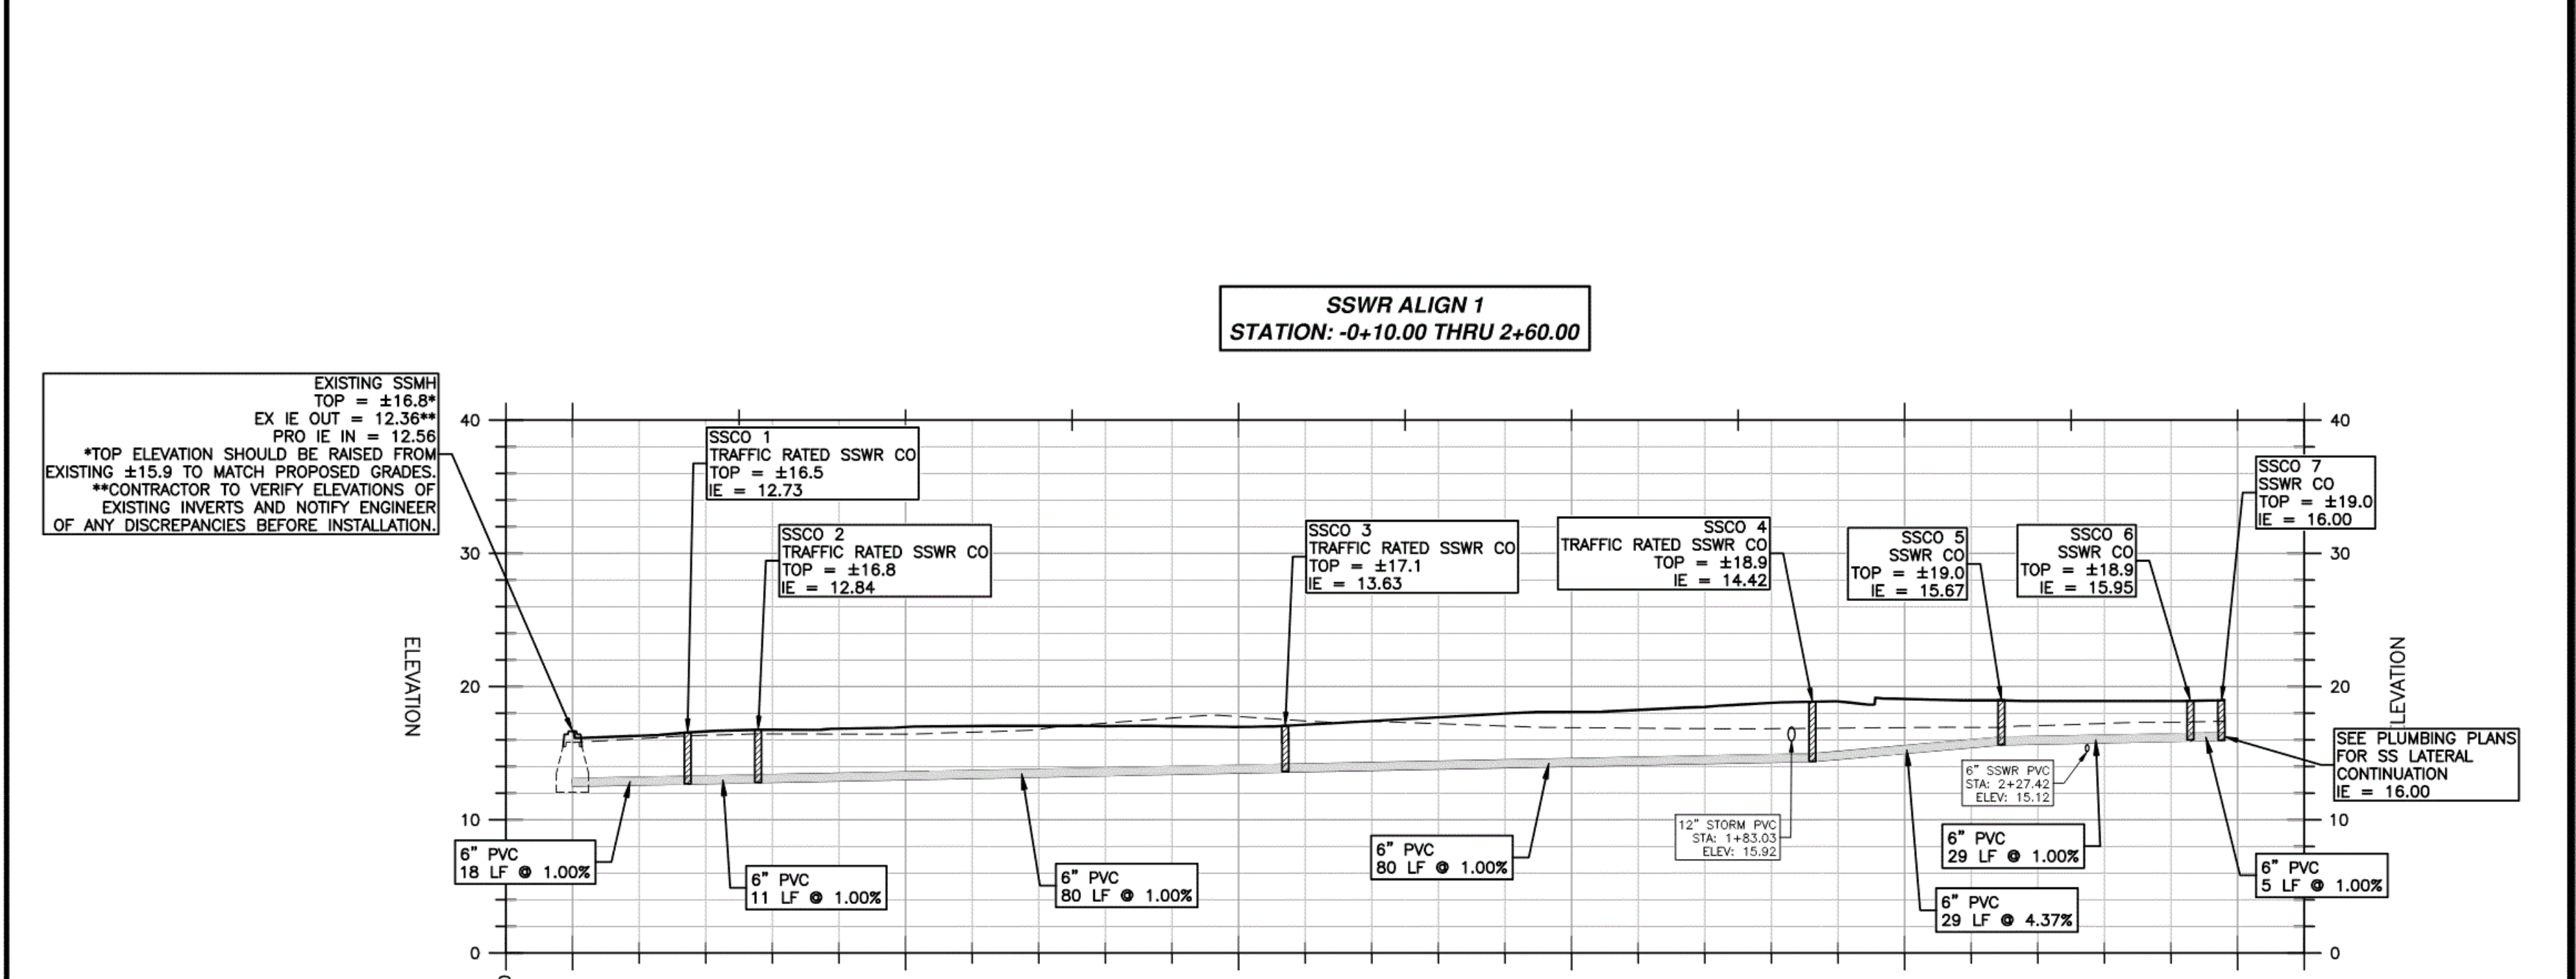 SSWR ALIGN 1
STATION: -0+10.00 THRU 2+60.00
EXISTING SSMH
TOP = ±16.8*
EX IE OUT = 12.36**
PRO IE IN = 12.56
*TOP ELEVATION SHOULD BE RAISED FROM
EXISTING ±15.9 TO MATCH PROPOSED GRADES.
**CONTRACTOR TO VERIFY ELEVATIONS OF
EXISTING INVERTS AND NOTIFY ENGINEER
OF ANY DISCREPANCIES BEFORE INSTALLATION.
SSCO 1
TRAFFIC RATED SSWR CO
TOP = ±16.5
IE = 12.73
SSCO 2
TRAFFIC RATED SSWR CO
TOP = ±16.8
IE = 12.84
SSCO 3
TRAFFIC RATED SSWR CO
TOP = ±17.1
IE = 13.63
SSCO 4
TRAFFIC RATED SSWR CO
TOP = ±18.9
IE = 14.42
SSCO 5
SSWR CO
TOP = ±19.0
IE = 15.67
SSCO 6
SSWR CO
TOP = ±18.9
IE = 15.95
SSCO 7
SSWR CO
TOP = ±19.0
IE = 16.00
40
30
20
10
0
ELEVATION
40
30
20
10
0
ELEVATION
SEE PLUMBING PLANS
FOR SS LATERAL
CONTINUATION
IE = 16.00
6" PVC
18 LF @ 1.00%
6" PVC
11 LF @ 1.00%
6" PVC
80 LF @ 1.00%
6" PVC
80 LF @ 1.00%
12" STORM PVC
STA: 1+83.03
ELEV: 15.92
6" SSWR PVC
STA: 2+27.42
ELEV: 15.12
6" PVC
29 LF @ 1.00%
6" PVC
29 LF @ 4.37%
6" PVC
5 LF @ 1.00%